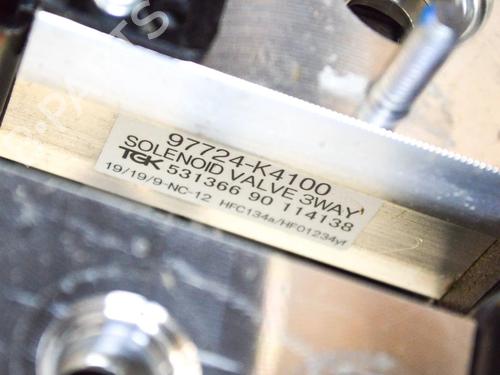 97724-K4100
SOLENOID VALVE 3WAY
TGK 531366 90 114138
19/19/9-NC-12 HFC134a/HFO1234yf